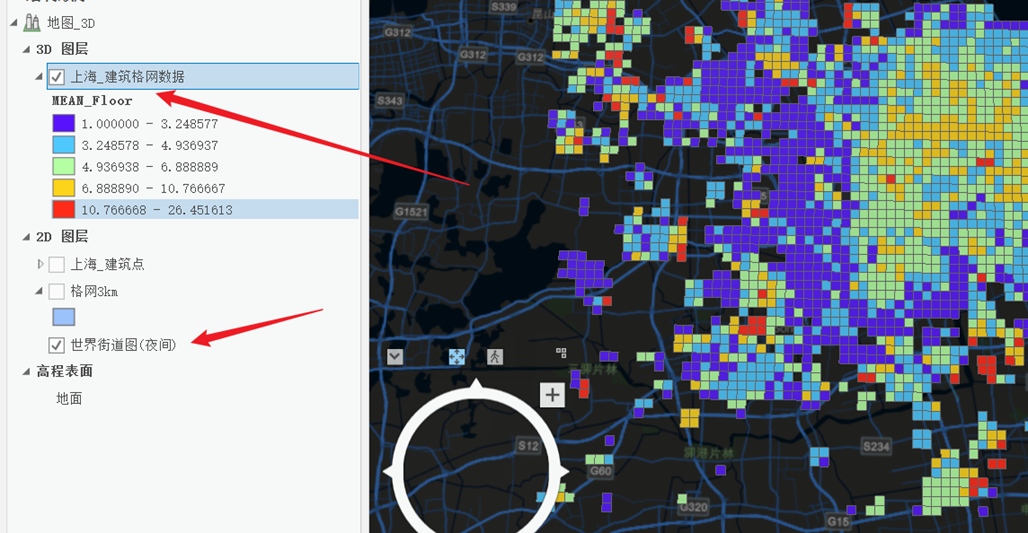 地图_3D
3D 图层
上海_建筑格网数据
MEAN_Floor
1.000000 - 3.248577
3.248578 - 4.936937
4.936938 - 6.888889
6.888890 - 10.766667
10.766668 - 26.451613
2D 图层
上海_建筑点
格网3km
世界街道图(夜间)
高程表面
地面
S339
昆山
G312
G312
G312
S343
G1521
S12
G60
S234
G320
G15